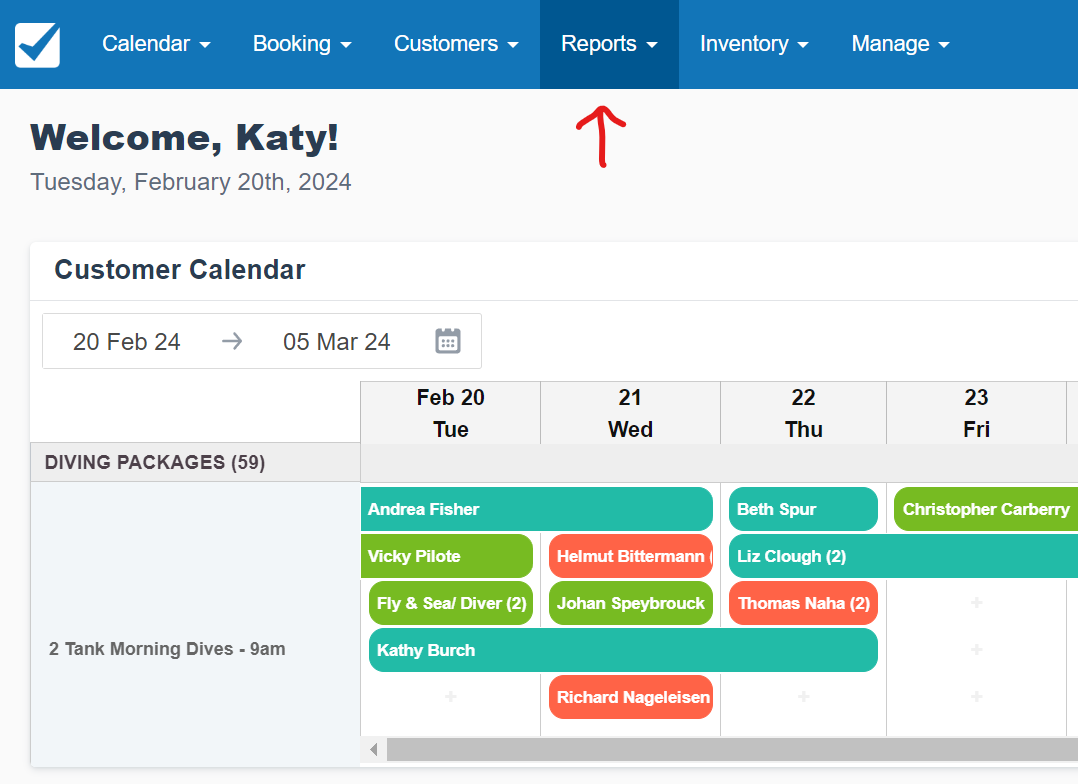 Calendar Booking Customers Reports Inventory Manage
Welcome, Katy!
Tuesday, February 20th, 2024
Customer Calendar
20 Feb 24 → 05 Mar 24
Feb 20 21 22 23
Tue Wed Thu Fri
DIVING PACKAGES (59)
Andrea Fisher Beth Spur Christopher Carberry
Vicky Pilote Helmut Bittermann ( Liz Clough (2)
Fly & Sea/ Diver (2) Johan Speybrouck Thomas Naha (2) +
2 Tank Morning Dives - 9am Kathy Burch +
+ Richard Nageleisen + +